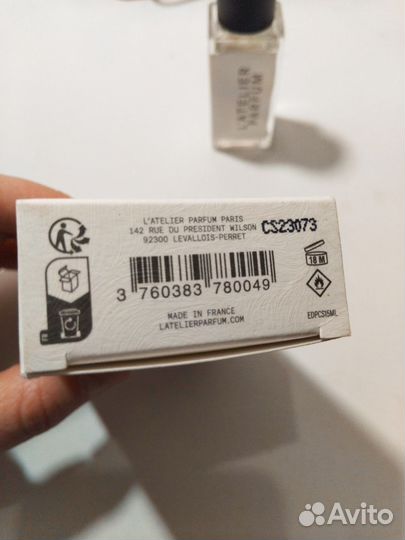 L'ATELIER
PARFUM
L'ATELIER PARFUM PARIS
142 RUE DU PRESIDENT WILSON
92300 LEVALLOIS-PERRET
CS23073
18 M
3 760383 780049
MADE IN FRANCE
LATELIERPARFUM.COM
EDPCS15ML
FR
Avito